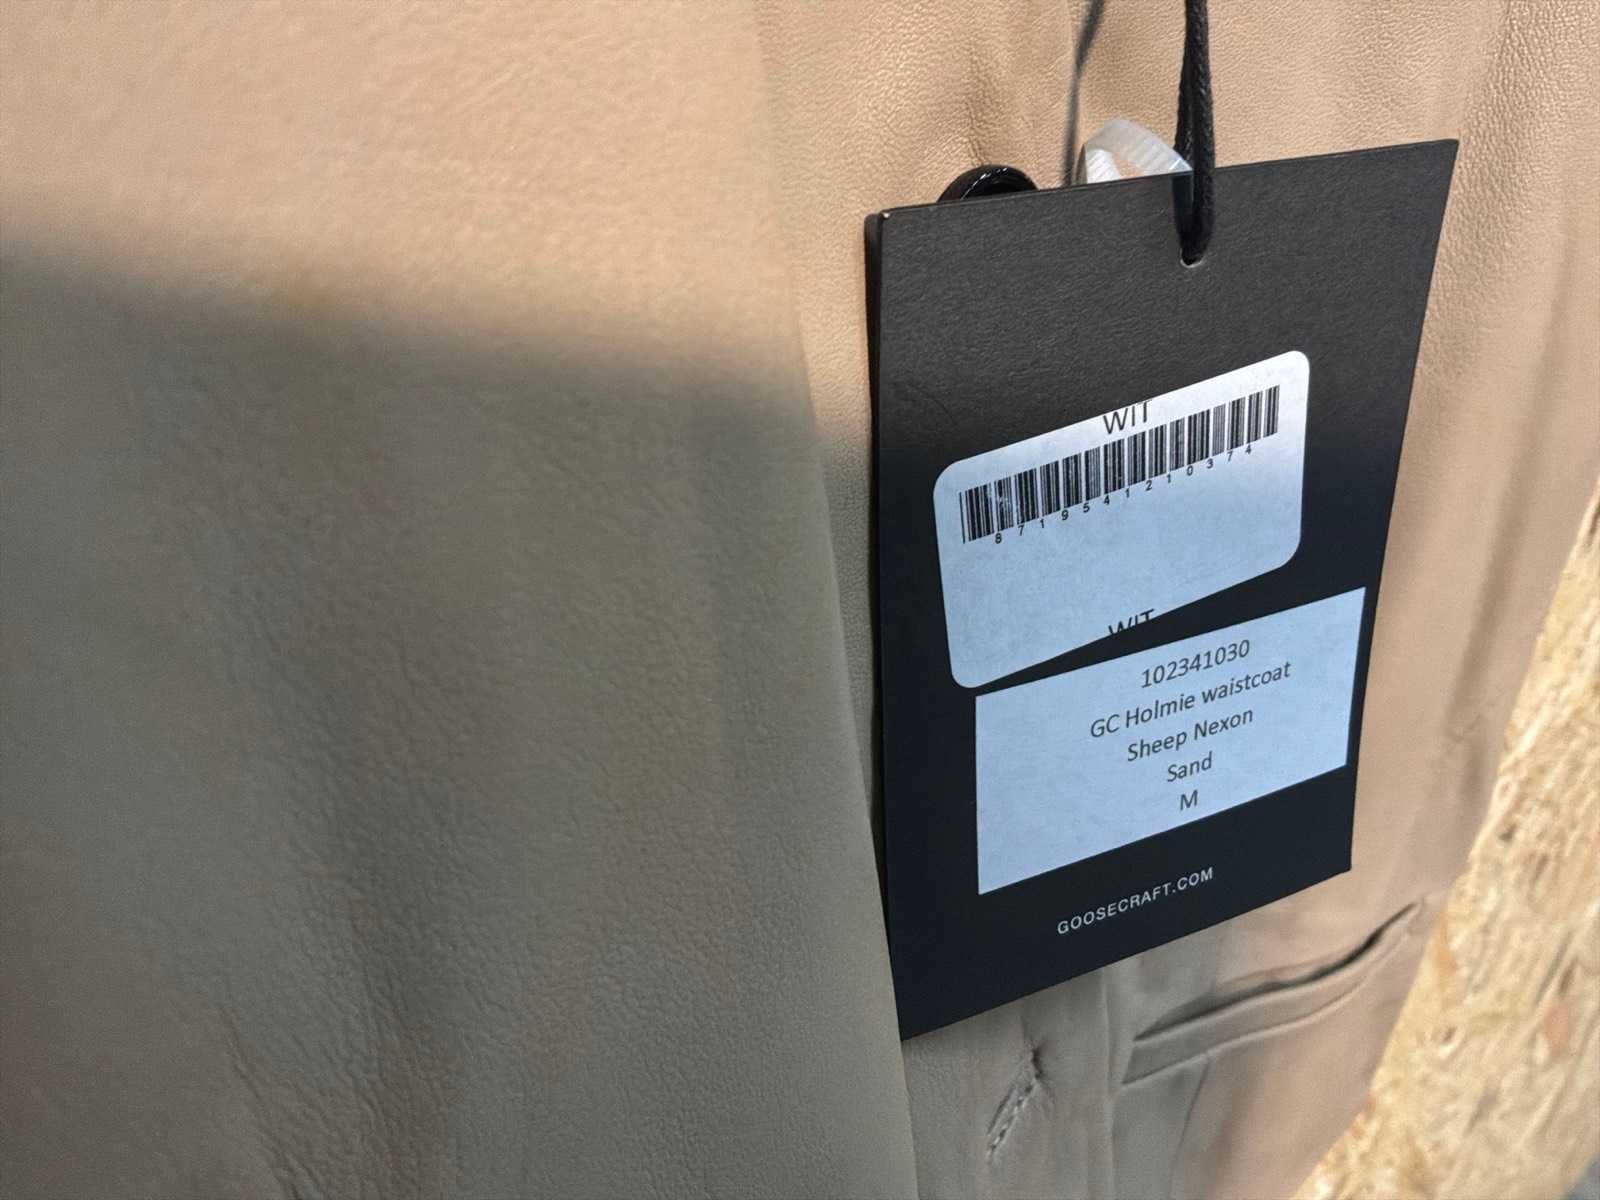 WIT
8719541210374
WIT
102341030
GC Holmie waistcoat
Sheep Nexon
Sand
M
GOOSECRAFT.COM